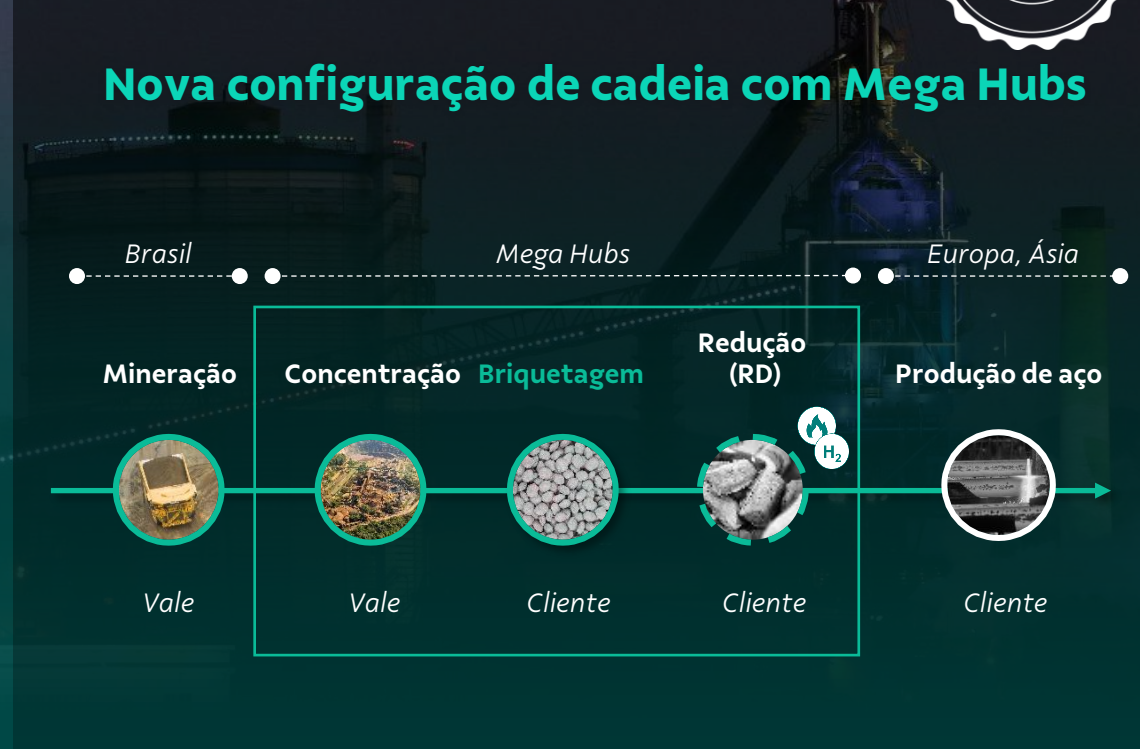 Nova configuração de cadeia com Mega Hubs
Brasil
Mega Hubs
Europa, Ásia
Mineração
Concentração
Briquetagem
Redução
(RD)
Produção de aço
H₂
Vale
Vale
Cliente
Cliente
Cliente